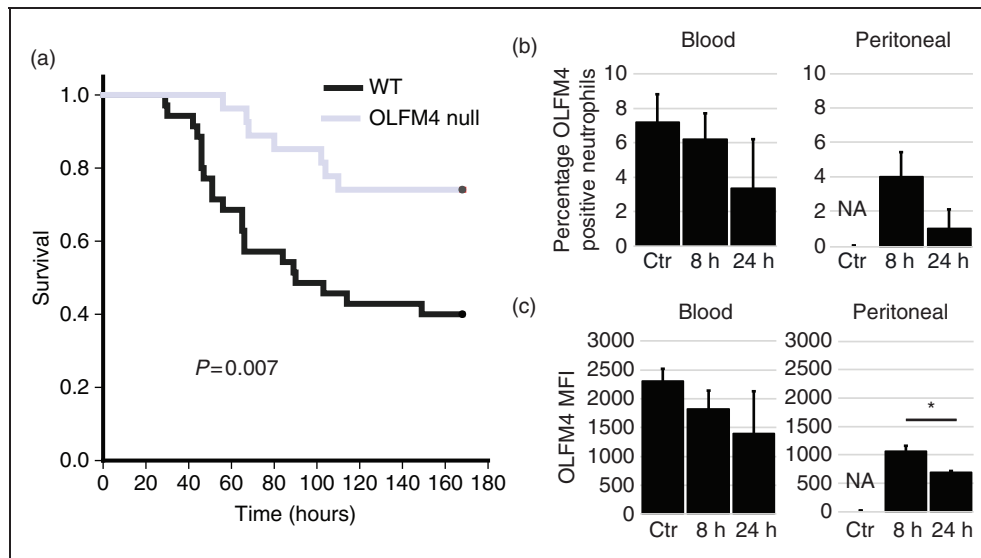 (a)
WT
OLFM4 null
1.0
0.8
0.6
0.4
0.2
0.0
Survival
P=0.007
0 20 40 60 80 100 120 140 160 180
Time (hours)
(b)
Blood
Peritoneal
Percentage OLFM4
positive neutrophils
10
8
6
4
2
0
Ctr 8 h 24 h
10
8
6
4
2
0
NA
Ctr 8 h 24 h
(c)
Blood
Peritoneal
OLFM4 MFI
3000
2500
2000
1500
1000
500
0
Ctr 8 h 24 h
3000
2500
2000
1500
1000
500
0
*
NA
Ctr 8 h 24 h